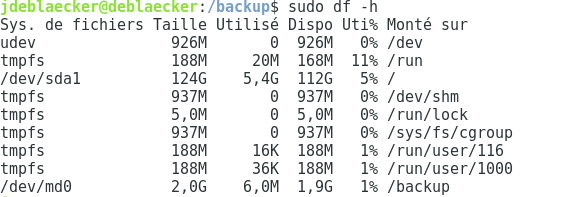 jdeblaecker@deblaecker:/backup$ sudo df -h
Sys. de fichiers Taille Utilisé Dispo Uti% Monté sur
udev 926M 0 926M 0% /dev
tmpfs 188M 20M 168M 11% /run
/dev/sda1 124G 5,4G 112G 5% /
tmpfs 937M 0 937M 0% /dev/shm
tmpfs 5,0M 0 5,0M 0% /run/lock
tmpfs 937M 0 937M 0% /sys/fs/cgroup
tmpfs 188M 16K 188M 1% /run/user/116
tmpfs 188M 36K 188M 1% /run/user/1000
/dev/md0 2,0G 6,0M 1,9G 1% /backup